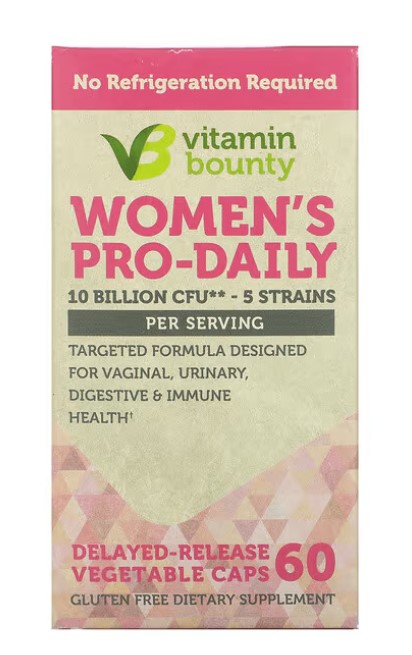 No Refrigeration Required
vitamin
bounty
WOMEN'S
PRO-DAILY
10 BILLION CFU** - 5 STRAINS
PER SERVING
TARGETED FORMULA DESIGNED
FOR VAGINAL, URINARY,
DIGESTIVE & IMMUNE
HEALTH†
DELAYED-RELEASE
VEGETABLE CAPS 60
GLUTEN FREE DIETARY SUPPLEMENT